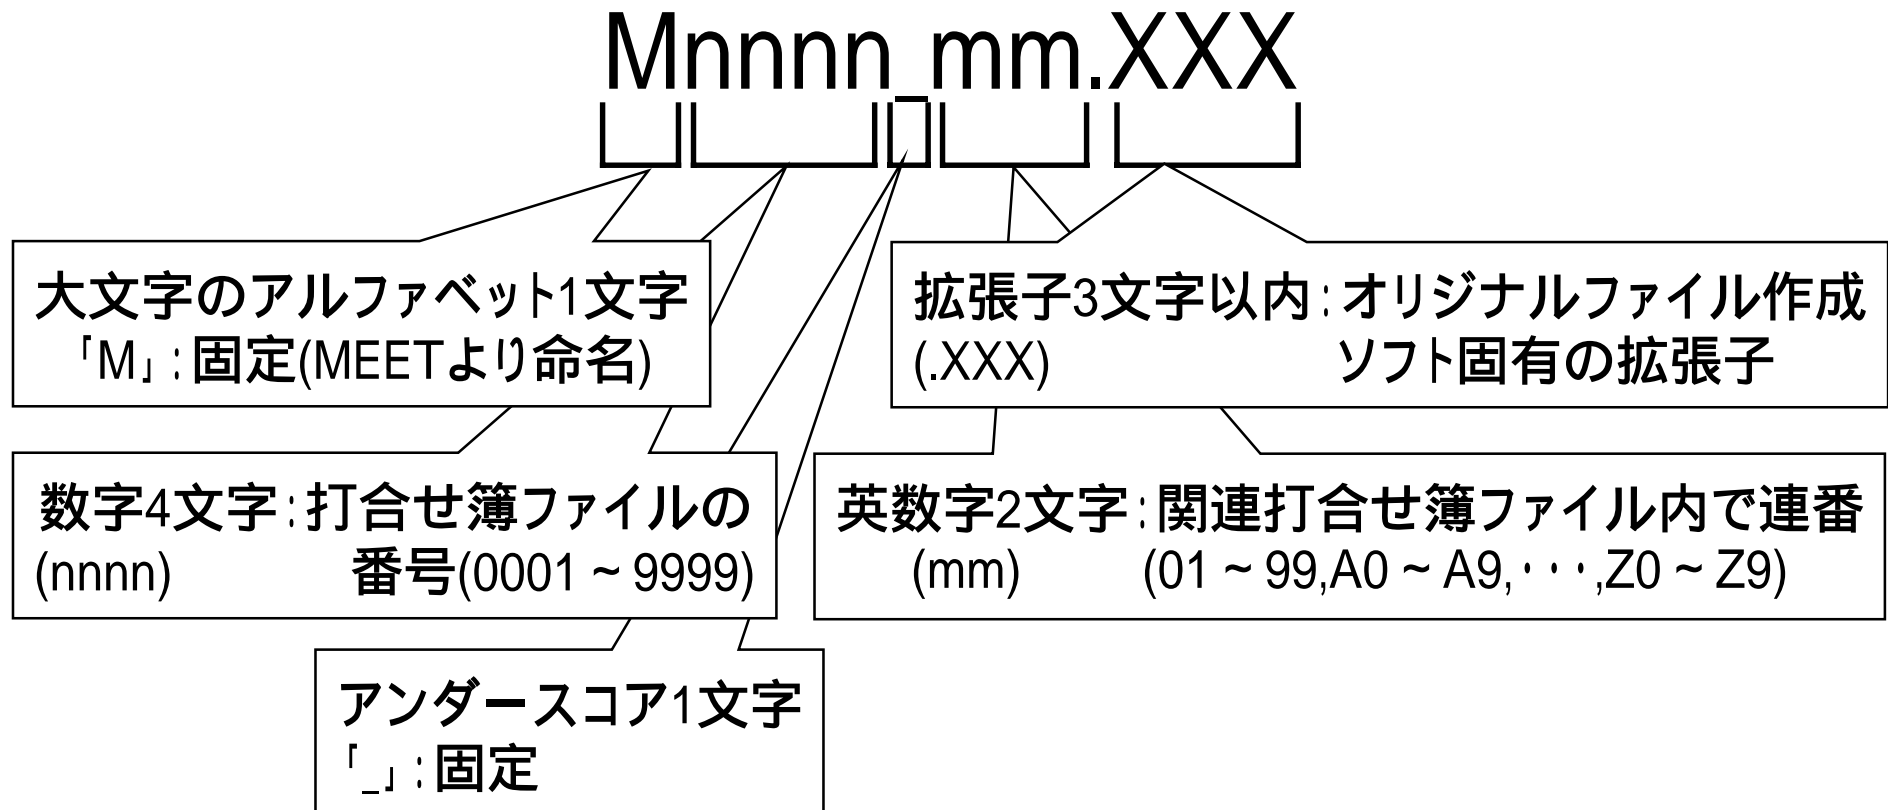 Mnnnn_mm.XXX
大文字のアルファベット1文字
「M」:固定(MEETより命名)
拡張子3文字以内:オリジナルファイル作成
(.XXX) ソフト固有の拡張子
数字4文字:打合せ簿ファイルの
(nnnn) 番号(0001~9999)
英数字2文字:関連打合せ簿ファイル内で連番
(mm) (01~99,A0~A9,・・・,Z0~Z9)
アンダースコア1文字
「_」:固定